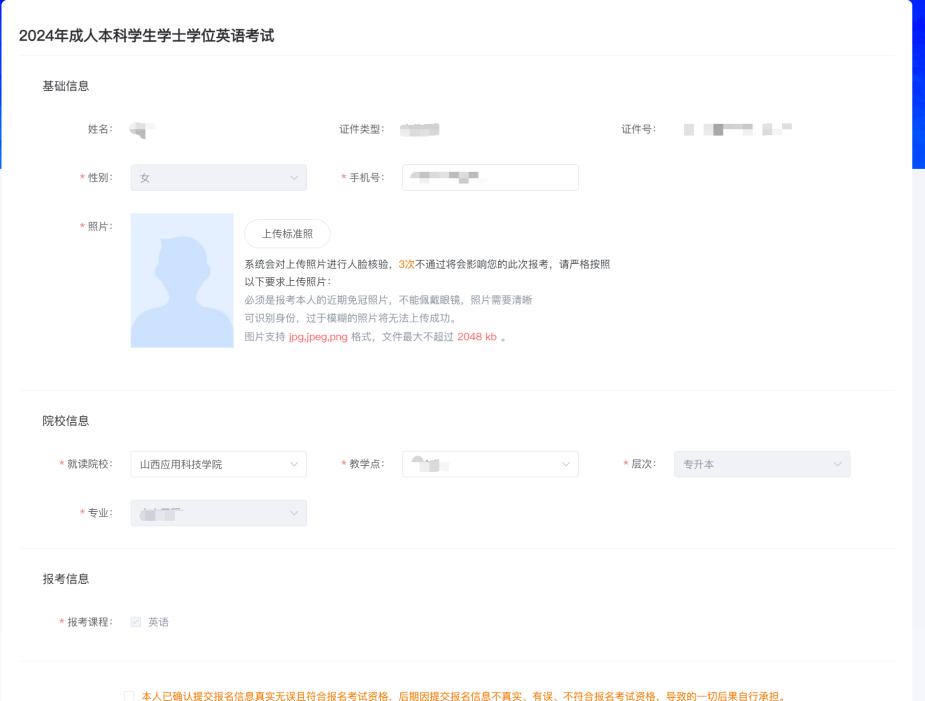 2024年成人本科学生学士学位英语考试
基础信息
姓名： 证件类型： 证件号：
* 性别： 女 * 手机号：
* 照片： 上传标准照
系统会对上传照片进行人脸核验，3次不通过将会影响您的此次报考，请严格按照
以下要求上传照片：
必须是报考本人的近期免冠照片，不能佩戴眼镜，照片需要清晰
可识别身份，过于模糊的照片将无法上传成功。
图片支持 jpg,jpeg,png 格式，文件最大不超过 2048 kb 。
院校信息
* 就读院校： 山西应用科技学院 * 教学点： * 层次： 专升本
* 专业：
报考信息
* 报考课程： 英语
本人已确认提交报名信息真实无误且符合报名考试资格，后期因提交报名信息不真实、有误、不符合报名考试资格，导致的一切后果自行承担。